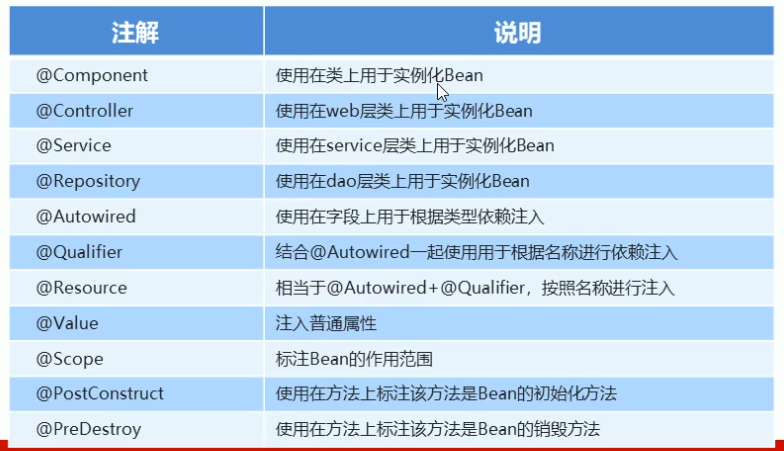 注解 说明
@Component 使用在类上用于实例化Bean
@Controller 使用在web层类上用于实例化Bean
@Service 使用在service层类上用于实例化Bean
@Repository 使用在dao层类上用于实例化Bean
@Autowired 使用在字段上用于根据类型依赖注入
@Qualifier 结合@Autowired一起使用用于根据名称进行依赖注入
@Resource 相当于@Autowired+@Qualifier，按照名称进行注入
@Value 注入普通属性
@Scope 标注Bean的作用范围
@PostConstruct 使用在方法上标注该方法是Bean的初始化方法
@PreDestroy 使用在方法上标注该方法是Bean的销毁方法